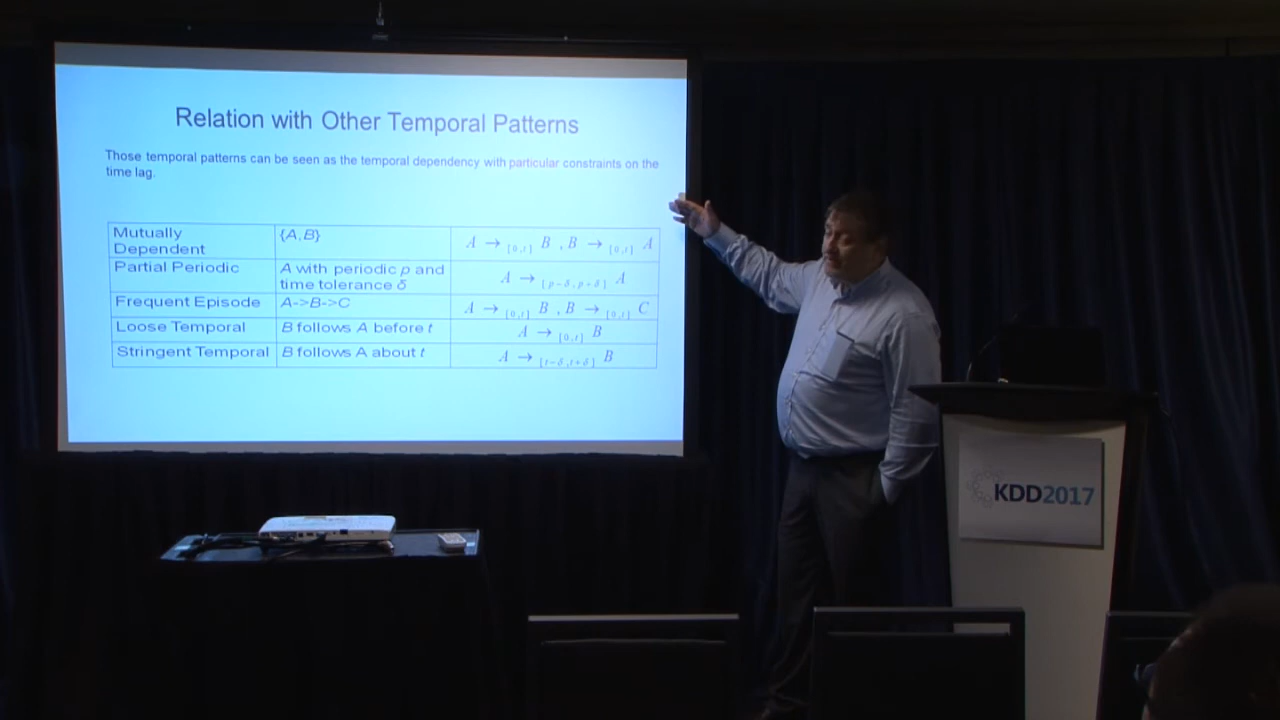 Relation with Other Temporal Patterns
Those temporal patterns can be seen as the temporal dependency with particular constraints on the
time lag.
Mutually
Dependent
{A,B}
A → [0,t] B , B → [0,t] A
Partial Periodic
A with periodic p and
time tolerance δ
A → [p−δ,p+δ] A
Frequent Episode
A->B->C
A → [0,t] B , B → [0,t] C
Loose Temporal
B follows A before t
A → [0,t] B
Stringent Temporal
B follows A about t
A → [t−δ,t+δ] B
KDD2017